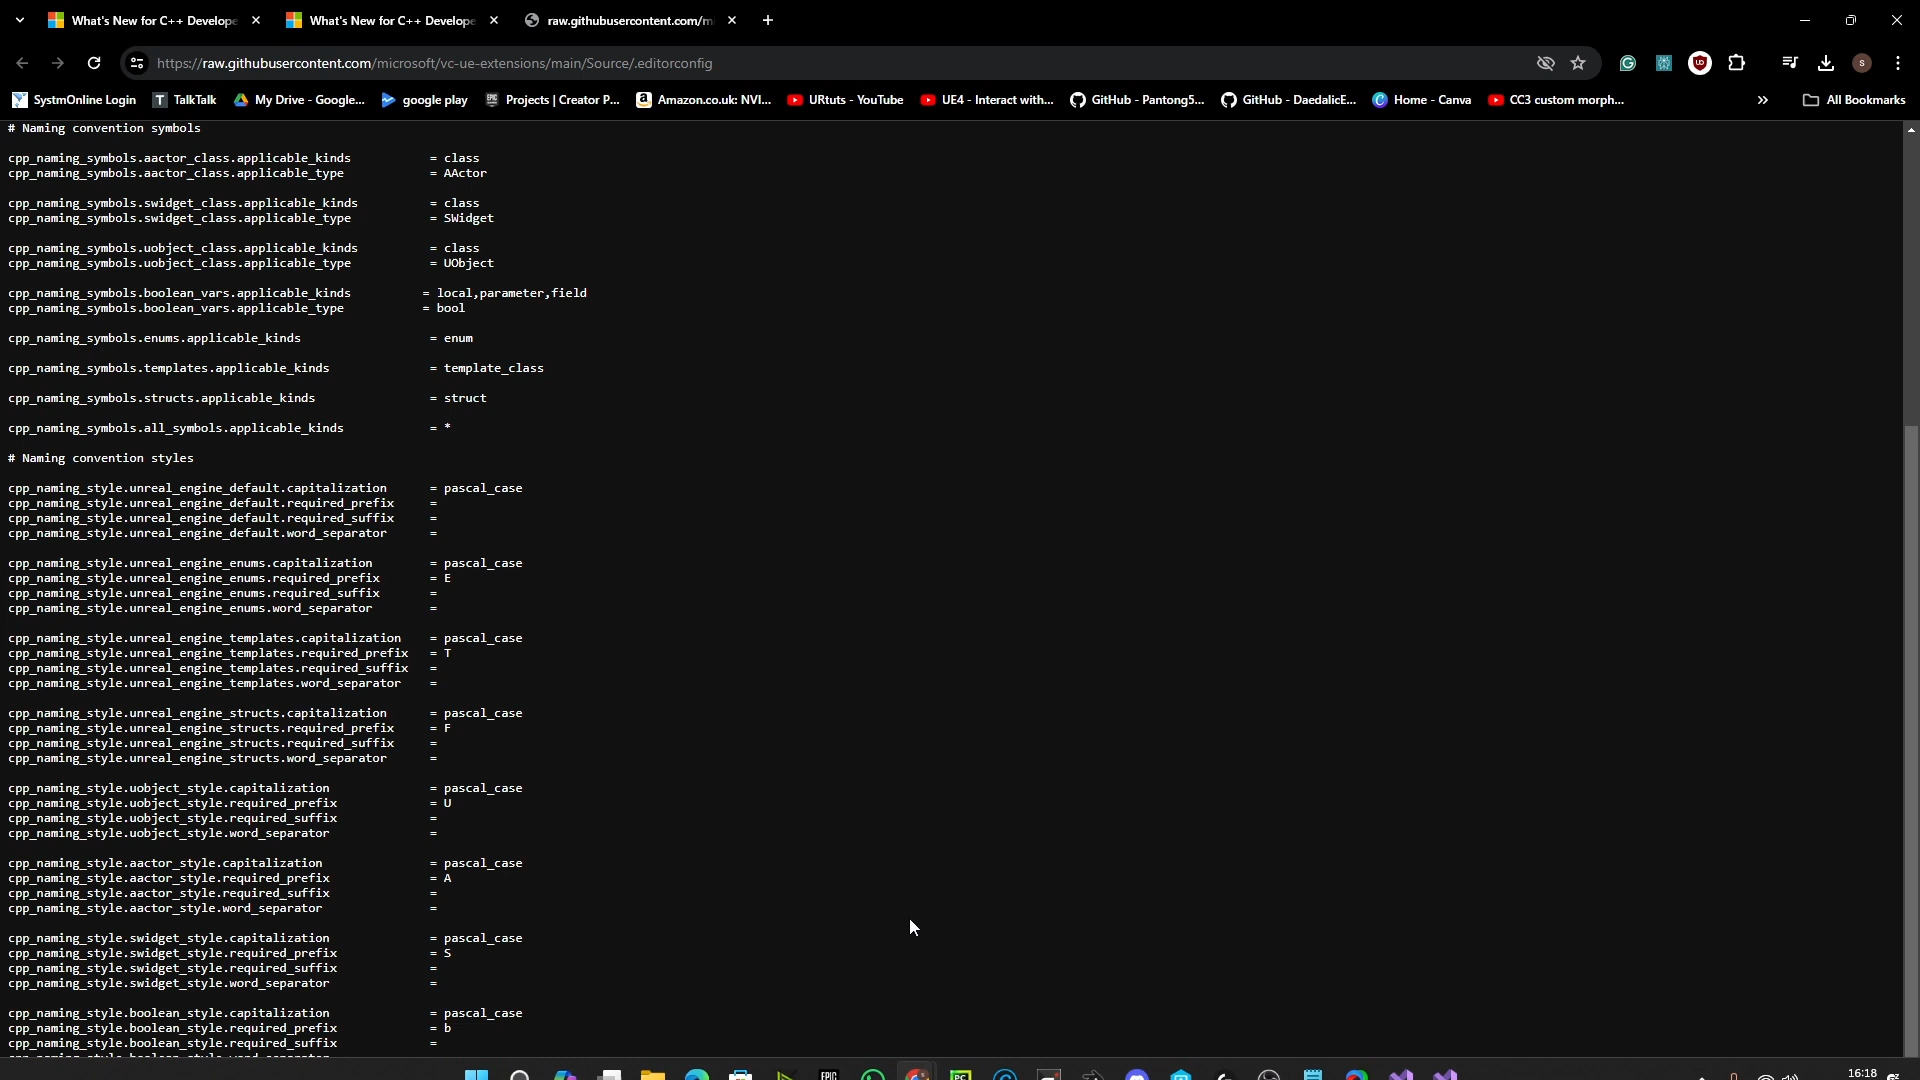 What's New for C++ Develope
What's New for C++ Develope
raw.githubusercontent.com/m
https://raw.githubusercontent.com/microsoft/vc-ue-extensions/main/Source/.editorconfig
SystmOnline Login
TalkTalk
My Drive - Google...
google play
Projects | Creator P...
Amazon.co.uk: NVI...
URtuts - YouTube
UE4 - Interact with...
GitHub - Pantong5...
GitHub - DaedalicE...
Home - Canva
CC3 custom morph...
All Bookmarks
# Naming convention symbols
cpp_naming_symbols.aactor_class.applicable_kinds = class
cpp_naming_symbols.aactor_class.applicable_type = AActor
cpp_naming_symbols.swidget_class.applicable_kinds = class
cpp_naming_symbols.swidget_class.applicable_type = SWidget
cpp_naming_symbols.uobject_class.applicable_kinds = class
cpp_naming_symbols.uobject_class.applicable_type = UObject
cpp_naming_symbols.boolean_vars.applicable_kinds = local,parameter,field
cpp_naming_symbols.boolean_vars.applicable_type = bool
cpp_naming_symbols.enums.applicable_kinds = enum
cpp_naming_symbols.templates.applicable_kinds = template_class
cpp_naming_symbols.structs.applicable_kinds = struct
cpp_naming_symbols.all_symbols.applicable_kinds = *
# Naming convention styles
cpp_naming_style.unreal_engine_default.capitalization = pascal_case
cpp_naming_style.unreal_engine_default.required_prefix =
cpp_naming_style.unreal_engine_default.required_suffix =
cpp_naming_style.unreal_engine_default.word_separator =
cpp_naming_style.unreal_engine_enums.capitalization = pascal_case
cpp_naming_style.unreal_engine_enums.required_prefix = E
cpp_naming_style.unreal_engine_enums.required_suffix =
cpp_naming_style.unreal_engine_enums.word_separator =
cpp_naming_style.unreal_engine_templates.capitalization = pascal_case
cpp_naming_style.unreal_engine_templates.required_prefix = T
cpp_naming_style.unreal_engine_templates.required_suffix =
cpp_naming_style.unreal_engine_templates.word_separator =
cpp_naming_style.unreal_engine_structs.capitalization = pascal_case
cpp_naming_style.unreal_engine_structs.required_prefix = F
cpp_naming_style.unreal_engine_structs.required_suffix =
cpp_naming_style.unreal_engine_structs.word_separator =
cpp_naming_style.uobject_style.capitalization = pascal_case
cpp_naming_style.uobject_style.required_prefix = U
cpp_naming_style.uobject_style.required_suffix =
cpp_naming_style.uobject_style.word_separator =
cpp_naming_style.aactor_style.capitalization = pascal_case
cpp_naming_style.aactor_style.required_prefix = A
cpp_naming_style.aactor_style.required_suffix =
cpp_naming_style.aactor_style.word_separator =
cpp_naming_style.swidget_style.capitalization = pascal_case
cpp_naming_style.swidget_style.required_prefix = S
cpp_naming_style.swidget_style.required_suffix =
cpp_naming_style.swidget_style.word_separator =
cpp_naming_style.boolean_style.capitalization = pascal_case
cpp_naming_style.boolean_style.required_prefix = b
cpp_naming_style.boolean_style.required_suffix =
16:18